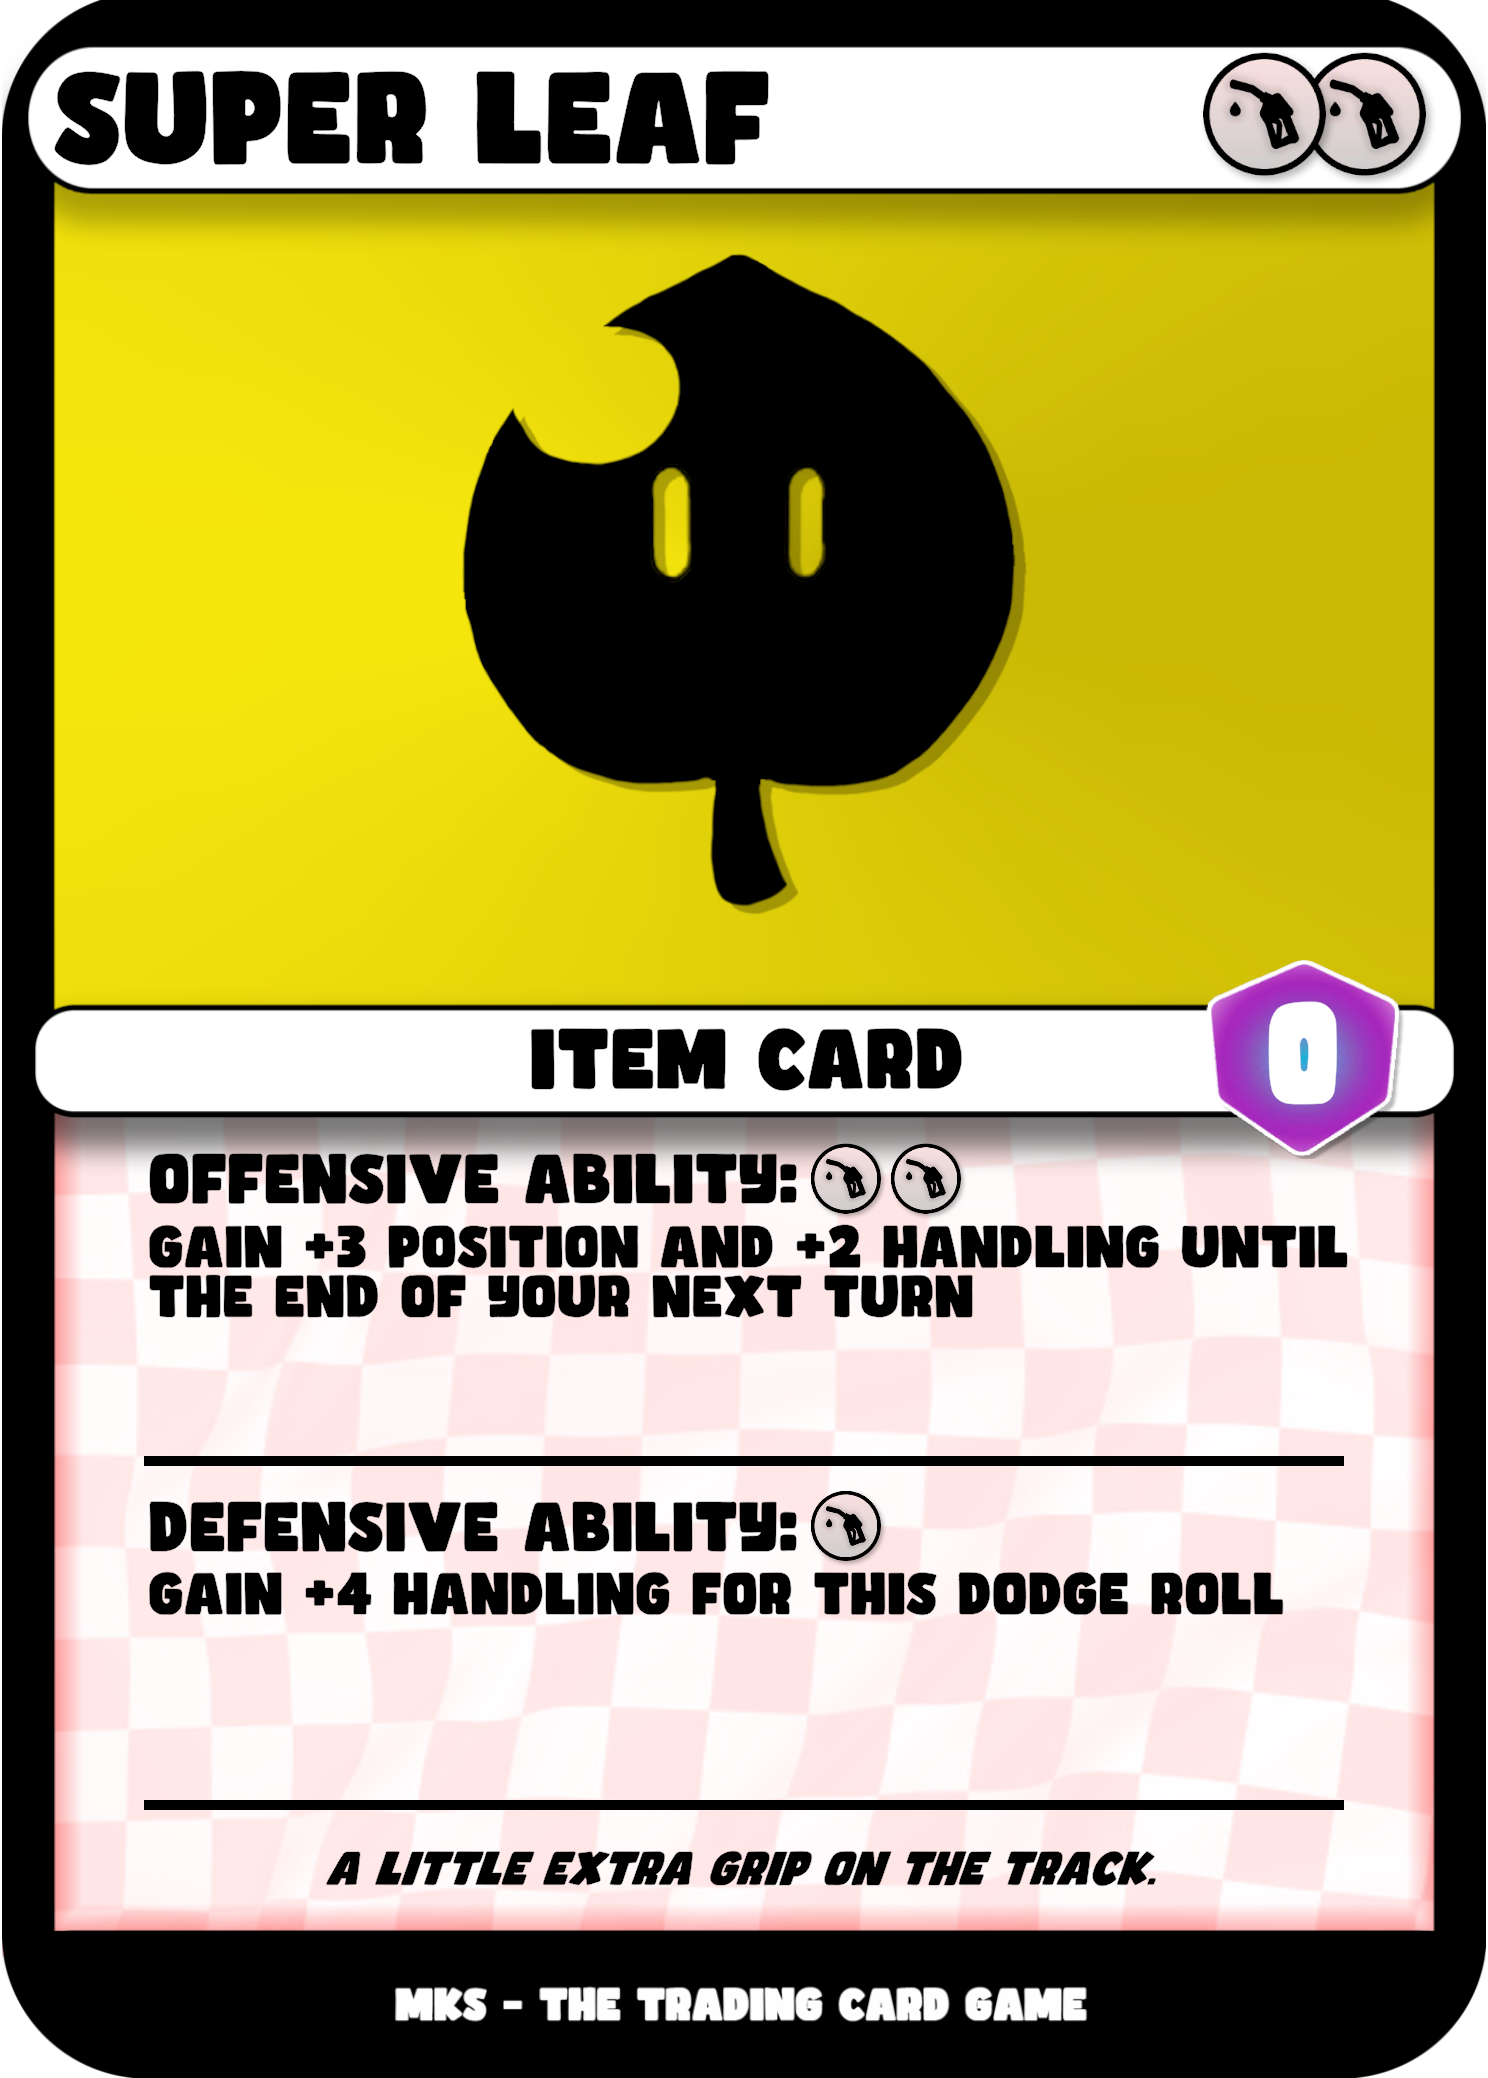 SUPER LEAF
ITEM CARD
0
OFFENSIVE ABILITY:
GAIN +3 POSITION AND +2 HANDLING UNTIL
THE END OF YOUR NEXT TURN
DEFENSIVE ABILITY:
GAIN +4 HANDLING FOR THIS DODGE ROLL
A LITTLE EXTRA GRIP ON THE TRACK.
MKS - THE TRADING CARD GAME